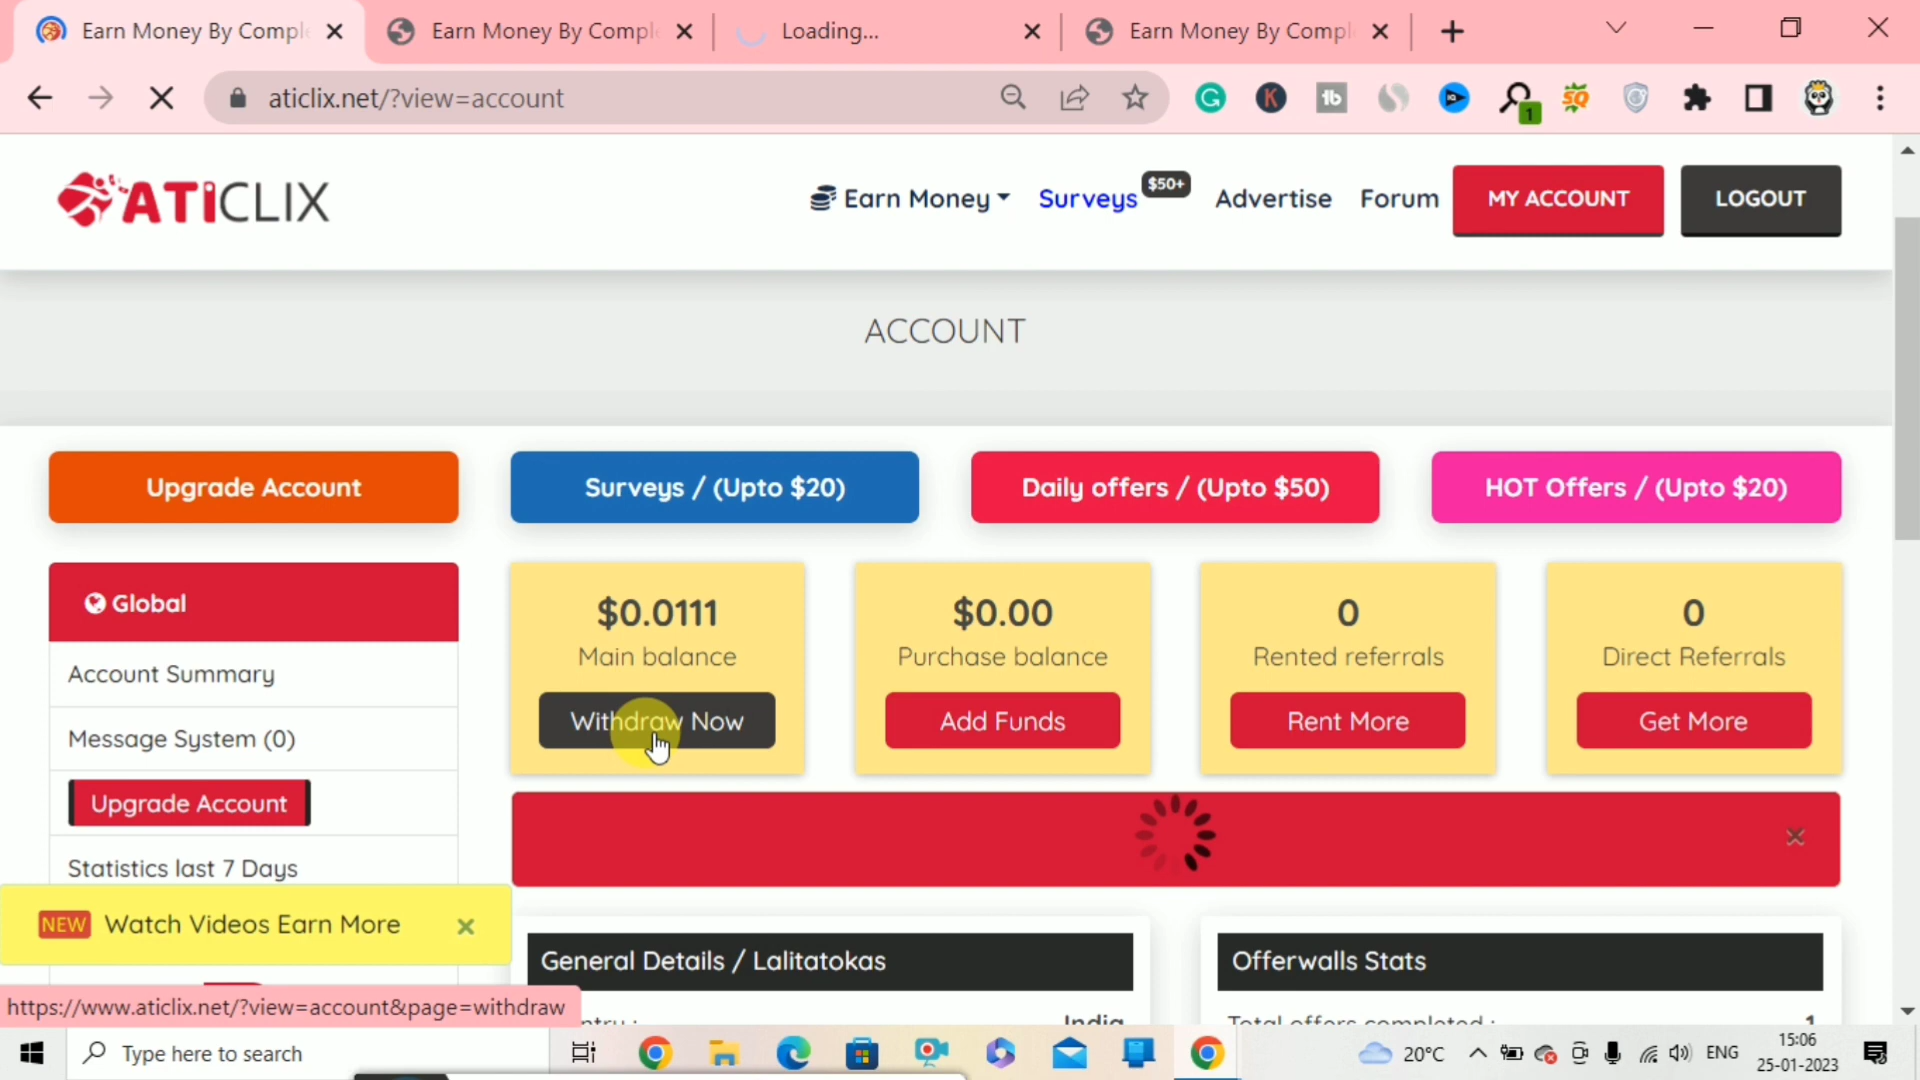 Earn Money By Compl
Earn Money By Compl
Loading...
Earn Money By Compl
aticlix.net/?view=account
1
ATiCLIX
Earn Money
Surveys
$50+
Advertise
Forum
MY ACCOUNT
LOGOUT
ACCOUNT
Upgrade Account
Surveys / (Upto $20)
Daily offers / (Upto $50)
HOT Offers / (Upto $20)
Global
Account Summary
Message System (0)
Upgrade Account
Statistics last 7 Days
$0.0111
Main balance
Withdraw Now
$0.00
Purchase balance
Add Funds
0
Rented referrals
Rent More
0
Direct Referrals
Get More
NEW Watch Videos Earn More
General Details / Lalitatokas
India
Offerwalls Stats
Total offers completed : 1
https://www.aticlix.net/?view=account&page=withdraw
Type here to search
20°C
ENG
15:06
25-01-2023